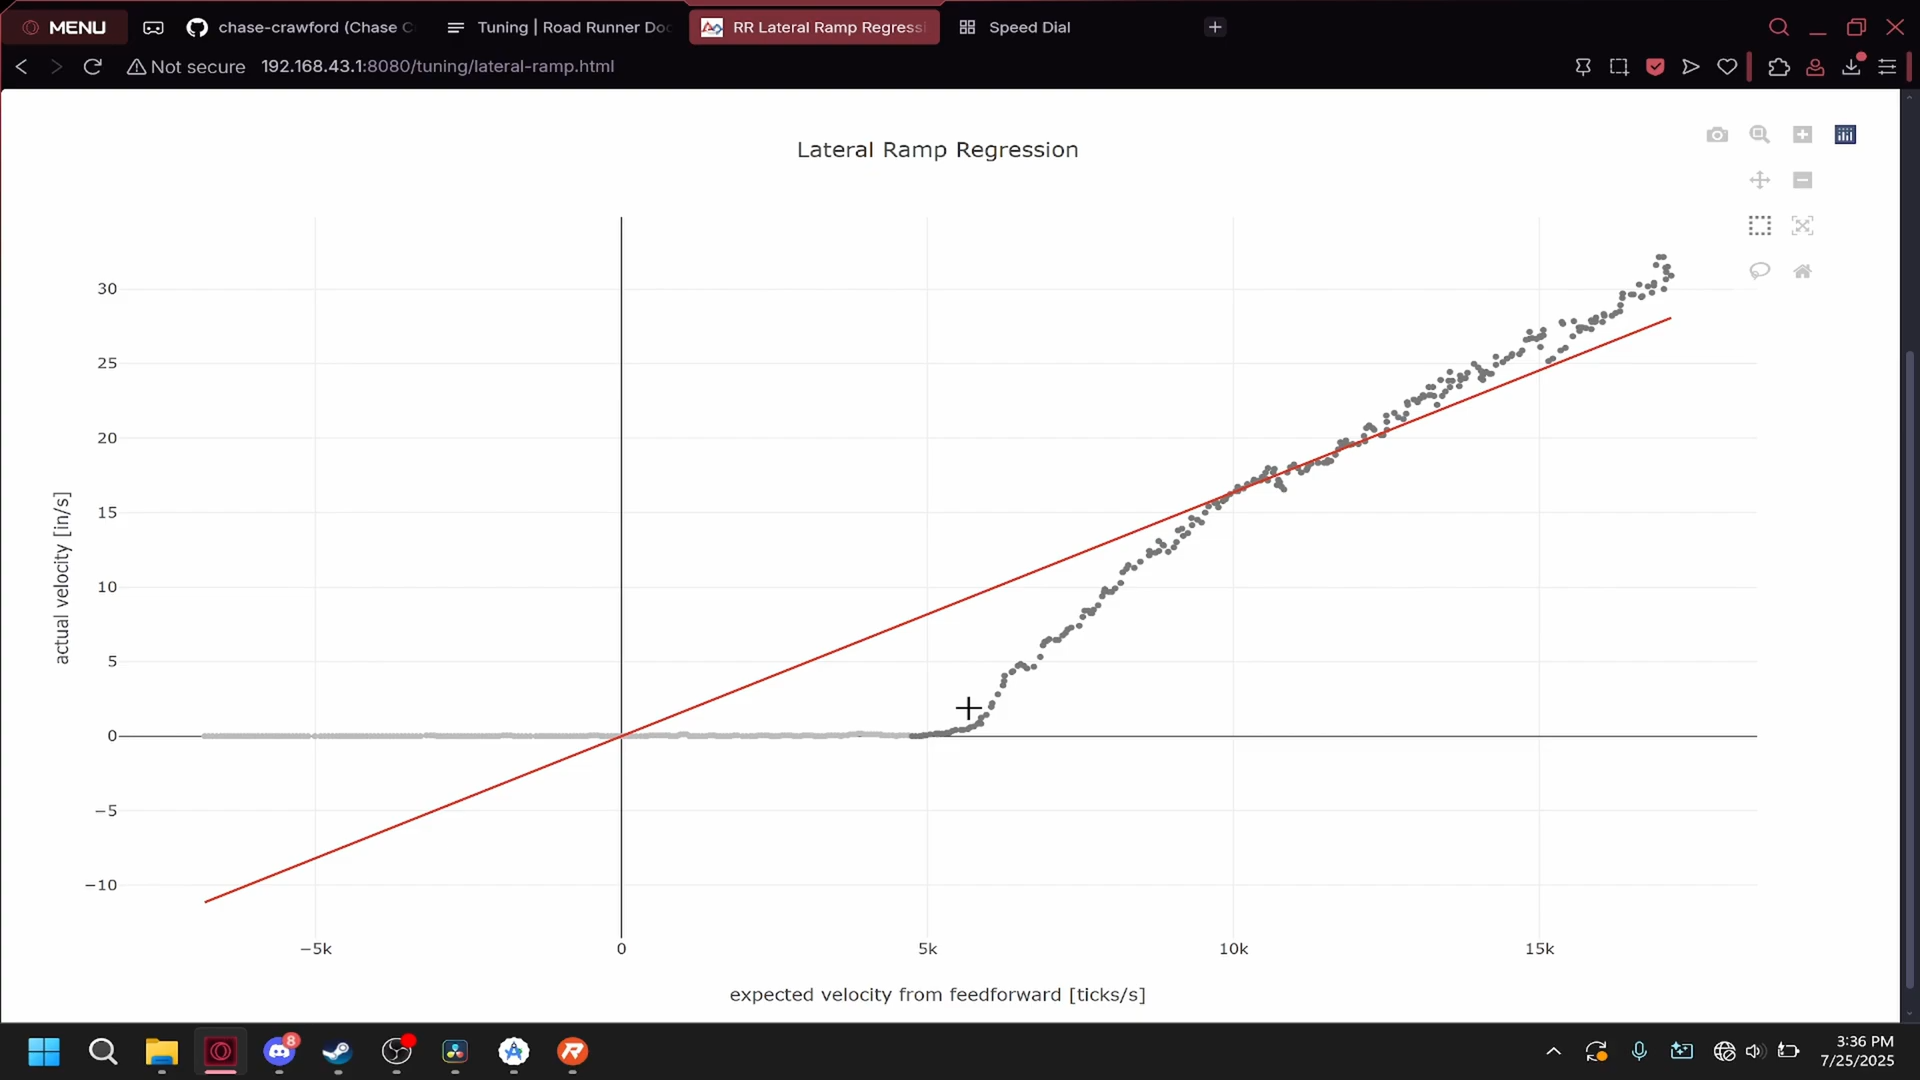 MENU
chase-crawford (Chase C
Tuning | Road Runner Doc
RR Lateral Ramp Regress
Speed Dial
Not secure 192.168.43.1:8080/tuning/lateral-ramp.html
Lateral Ramp Regression
30
25
20
15
10
5
0
−5
−10
actual velocity [in/s]
−5k 0 5k 10k 15k
expected velocity from feedforward [ticks/s]
8
3:36 PM
7/25/2025